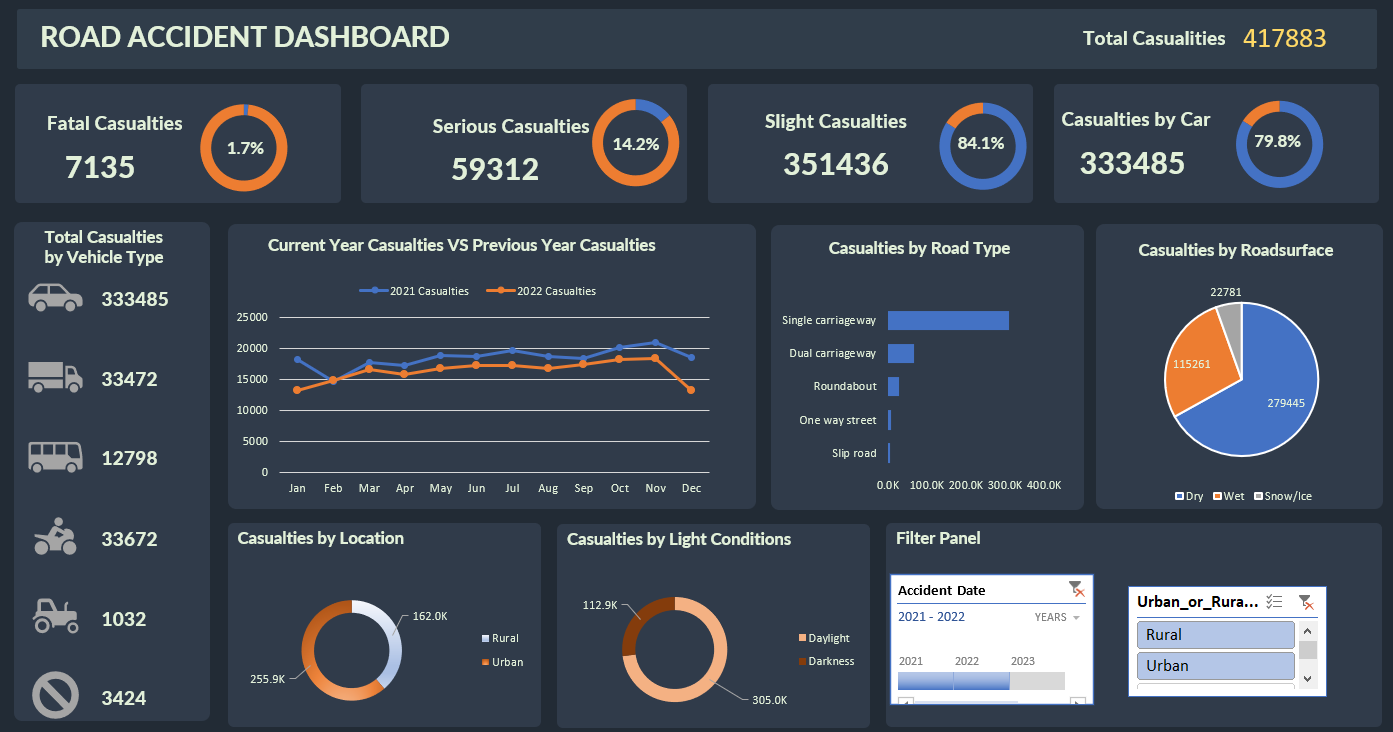 ROAD ACCIDENT DASHBOARD
Total Casualities 417883
Fatal Casualties
7135
1.7%
Serious Casualties
59312
14.2%
Slight Casualties
351436
84.1%
Casualties by Car
333485
79.8%
Total Casualties
by Vehicle Type
333485
33472
12798
33672
1032
3424
Current Year Casualties VS Previous Year Casualties
2021 Casualties 2022 Casualties
25000
20000
15000
10000
5000
0
Jan Feb Mar Apr May Jun Jul Aug Sep Oct Nov Dec
Casualties by Road Type
Single carriageway
Dual carriageway
Roundabout
One way street
Slip road
0.0K 100.0K 200.0K 300.0K 400.0K
Casualties by Roadsurface
22781
115261
279445
Dry Wet Snow/Ice
Casualties by Location
162.0K
255.9K
Rural
Urban
Casualties by Light Conditions
112.9K
305.0K
Daylight
Darkness
Filter Panel
Accident Date
2021 - 2022 YEARS
2021 2022 2023
Urban_or_Rura...
Rural
Urban